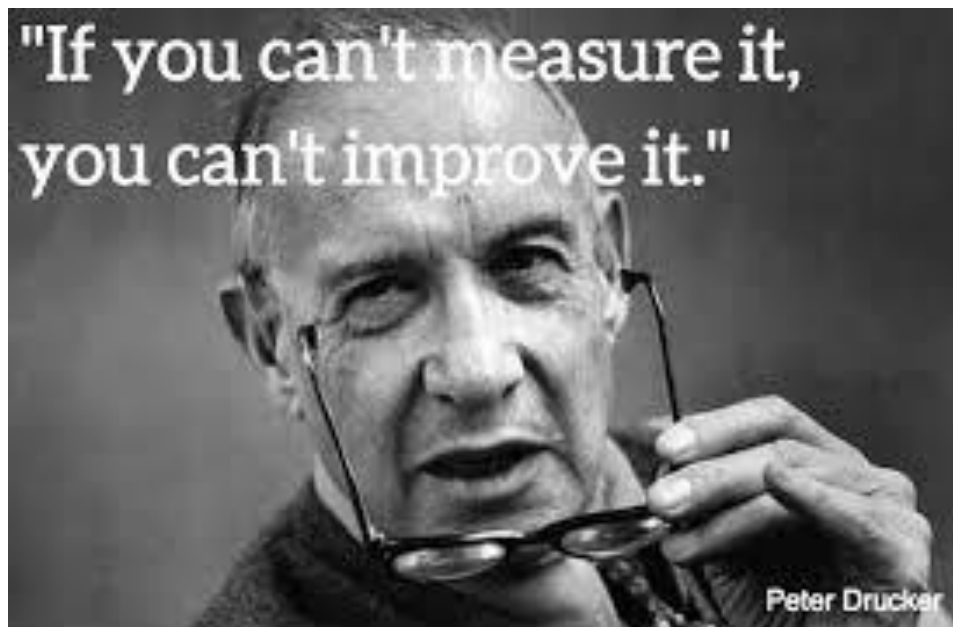 "If you can't measure it,
you can't improve it."
Peter Drucker